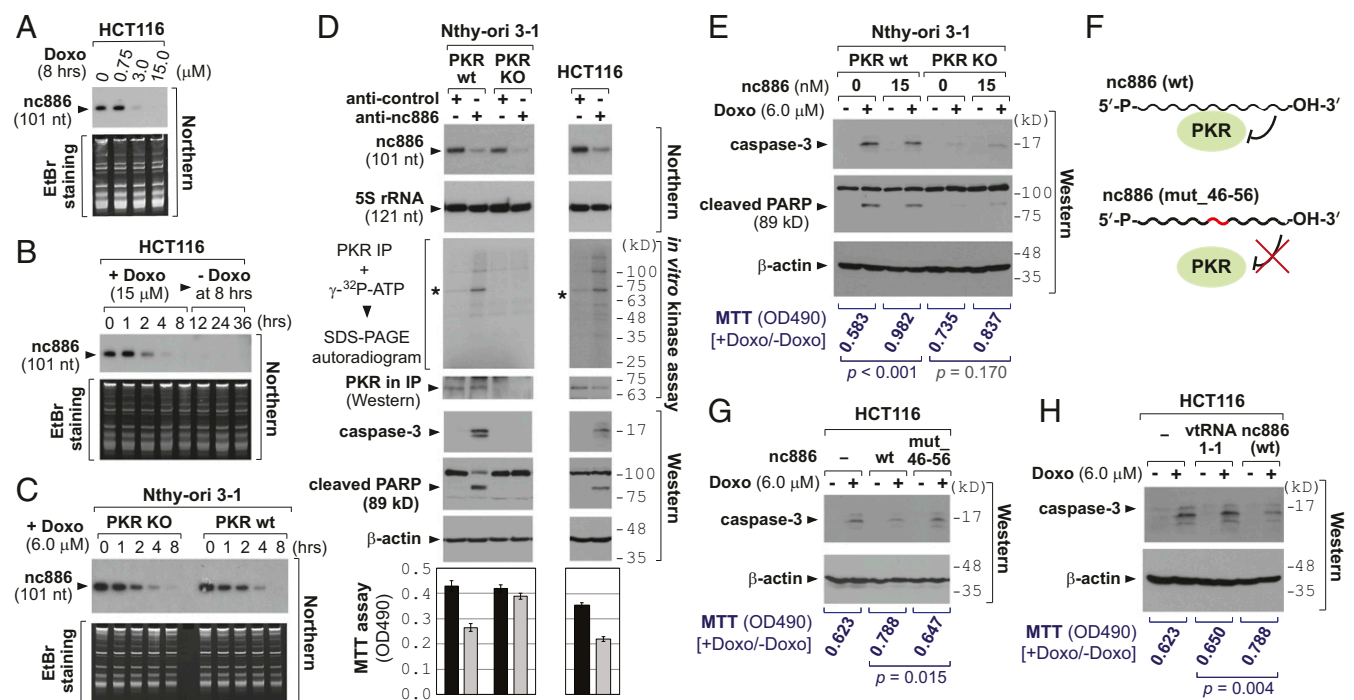 A
HCT116
Doxo
(8 hrs)
0 0.75 3.0 15.0 (μM)
nc886
(101 nt)
EtBr
staining
Northern
B
HCT116
+ Doxo
(15 μM)
- Doxo
at 8 hrs
0 1 2 4 8 12 24 36 (hrs)
nc886
(101 nt)
EtBr
staining
Northern
C
Nthy-ori 3-1
+ Doxo
(6.0 μM)
PKR KO PKR wt
0 1 2 4 8 0 1 2 4 8 (hrs)
nc886
(101 nt)
EtBr
staining
Northern
D
Nthy-ori 3-1
PKR wt PKR KO HCT116
anti-control + - + - + -
anti-nc886 - + - + - +
nc886
(101 nt)
5S rRNA
(121 nt)
Northern
PKR IP
+
γ-³²P-ATP
SDS-PAGE
autoradiogram
*
*
(kD)
-100
-75
-63
-48
-35
-25
PKR in IP
(Western)
-75
-63
in vitro kinase assay
caspase-3
-17
cleaved PARP
(89 kD)
-100
-75
β-actin
-48
-35
Western
MTT assay
(OD490)
0.5
0.4
0.3
0.2
0.1
0.0
E
Nthy-ori 3-1
PKR wt PKR KO
nc886 (nM) 0 15 0 15
Doxo (6.0 μM) - + - + - + - +
(kD)
caspase-3
-17
cleaved PARP
(89 kD)
-100
-75
β-actin
-48
-35
Western
MTT (OD490)
[+Doxo/-Doxo]
0.583 0.982 0.735 0.837
p < 0.001 p = 0.170
F
nc886 (wt)
5′-P- -OH-3′
PKR
nc886 (mut_46-56)
5′-P- -OH-3′
PKR
G
HCT116
nc886 – wt mut_46-56
Doxo (6.0 μM) - + - + - +
(kD)
caspase-3
-17
β-actin
-48
-35
Western
MTT (OD490)
[+Doxo/-Doxo]
0.623 0.788 0.647
p = 0.015
H
HCT116
– vtRNA 1-1 nc886 (wt)
Doxo (6.0 μM) - + - + - +
(kD)
caspase-3
-17
β-actin
-48
-35
Western
MTT (OD490)
[+Doxo/-Doxo]
0.623 0.650 0.788
p = 0.004